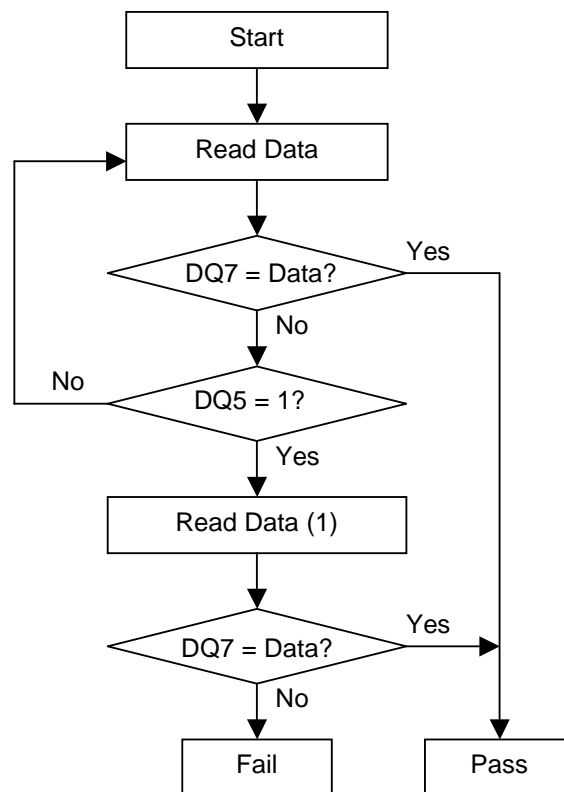 Start
Read Data
DQ7 = Data?
Yes
No
DQ5 = 1?
No
Yes
Read Data (1)
DQ7 = Data?
Yes
No
Fail
Pass